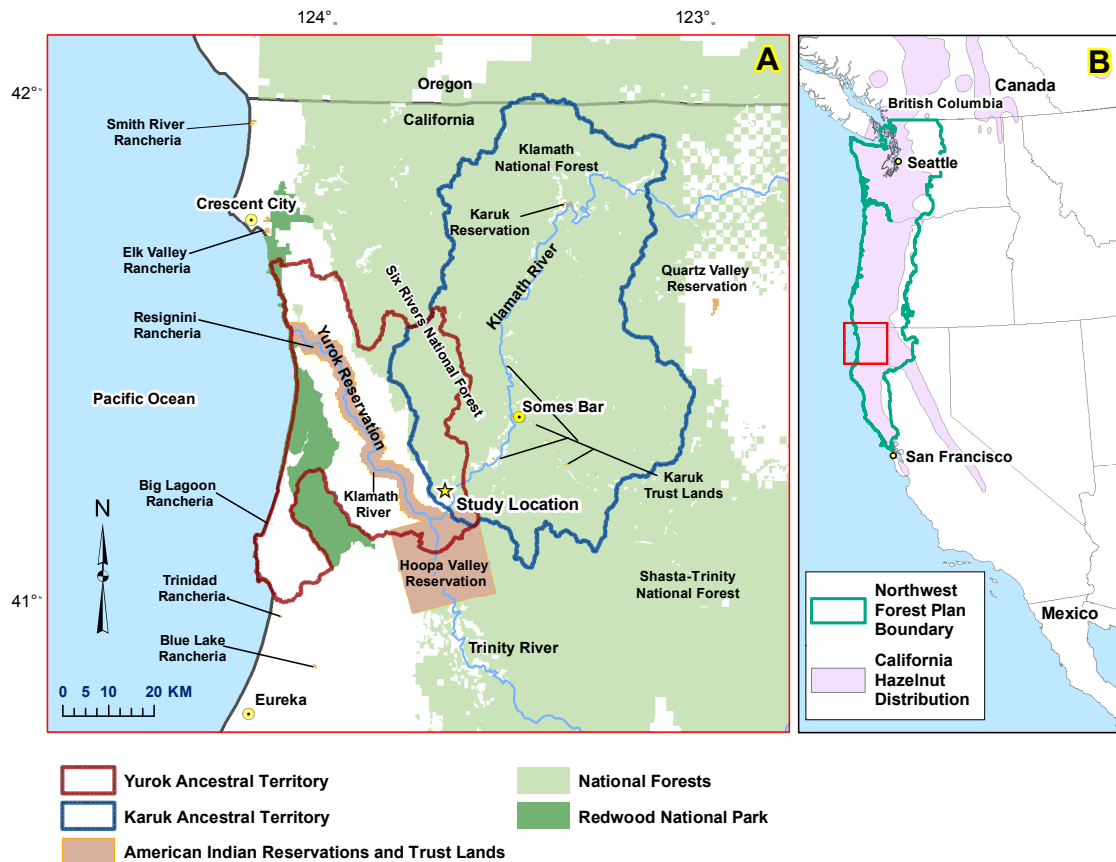 124°
123°
42°
41°
A
Oregon
California
Smith River
Rancheria
Klamath
National Forest
Crescent City
Karuk
Reservation
Elk Valley
Rancheria
Quartz Valley
Reservation
Klamath River
Six Rivers National Forest
Resignini
Rancheria
Yurok Reservation
Pacific Ocean
Somes Bar
Karuk
Trust Lands
Big Lagoon
Rancheria
Klamath
River
Study Location
N
Hoopa Valley
Reservation
Trinidad
Rancheria
Shasta-Trinity
National Forest
Blue Lake
Rancheria
Trinity River
0 5 10 20 KM
Eureka
B
Canada
British Columbia
Seattle
San Francisco
Mexico
Northwest
Forest Plan
Boundary
California
Hazelnut
Distribution
Yurok Ancestral Territory
National Forests
Karuk Ancestral Territory
Redwood National Park
American Indian Reservations and Trust Lands